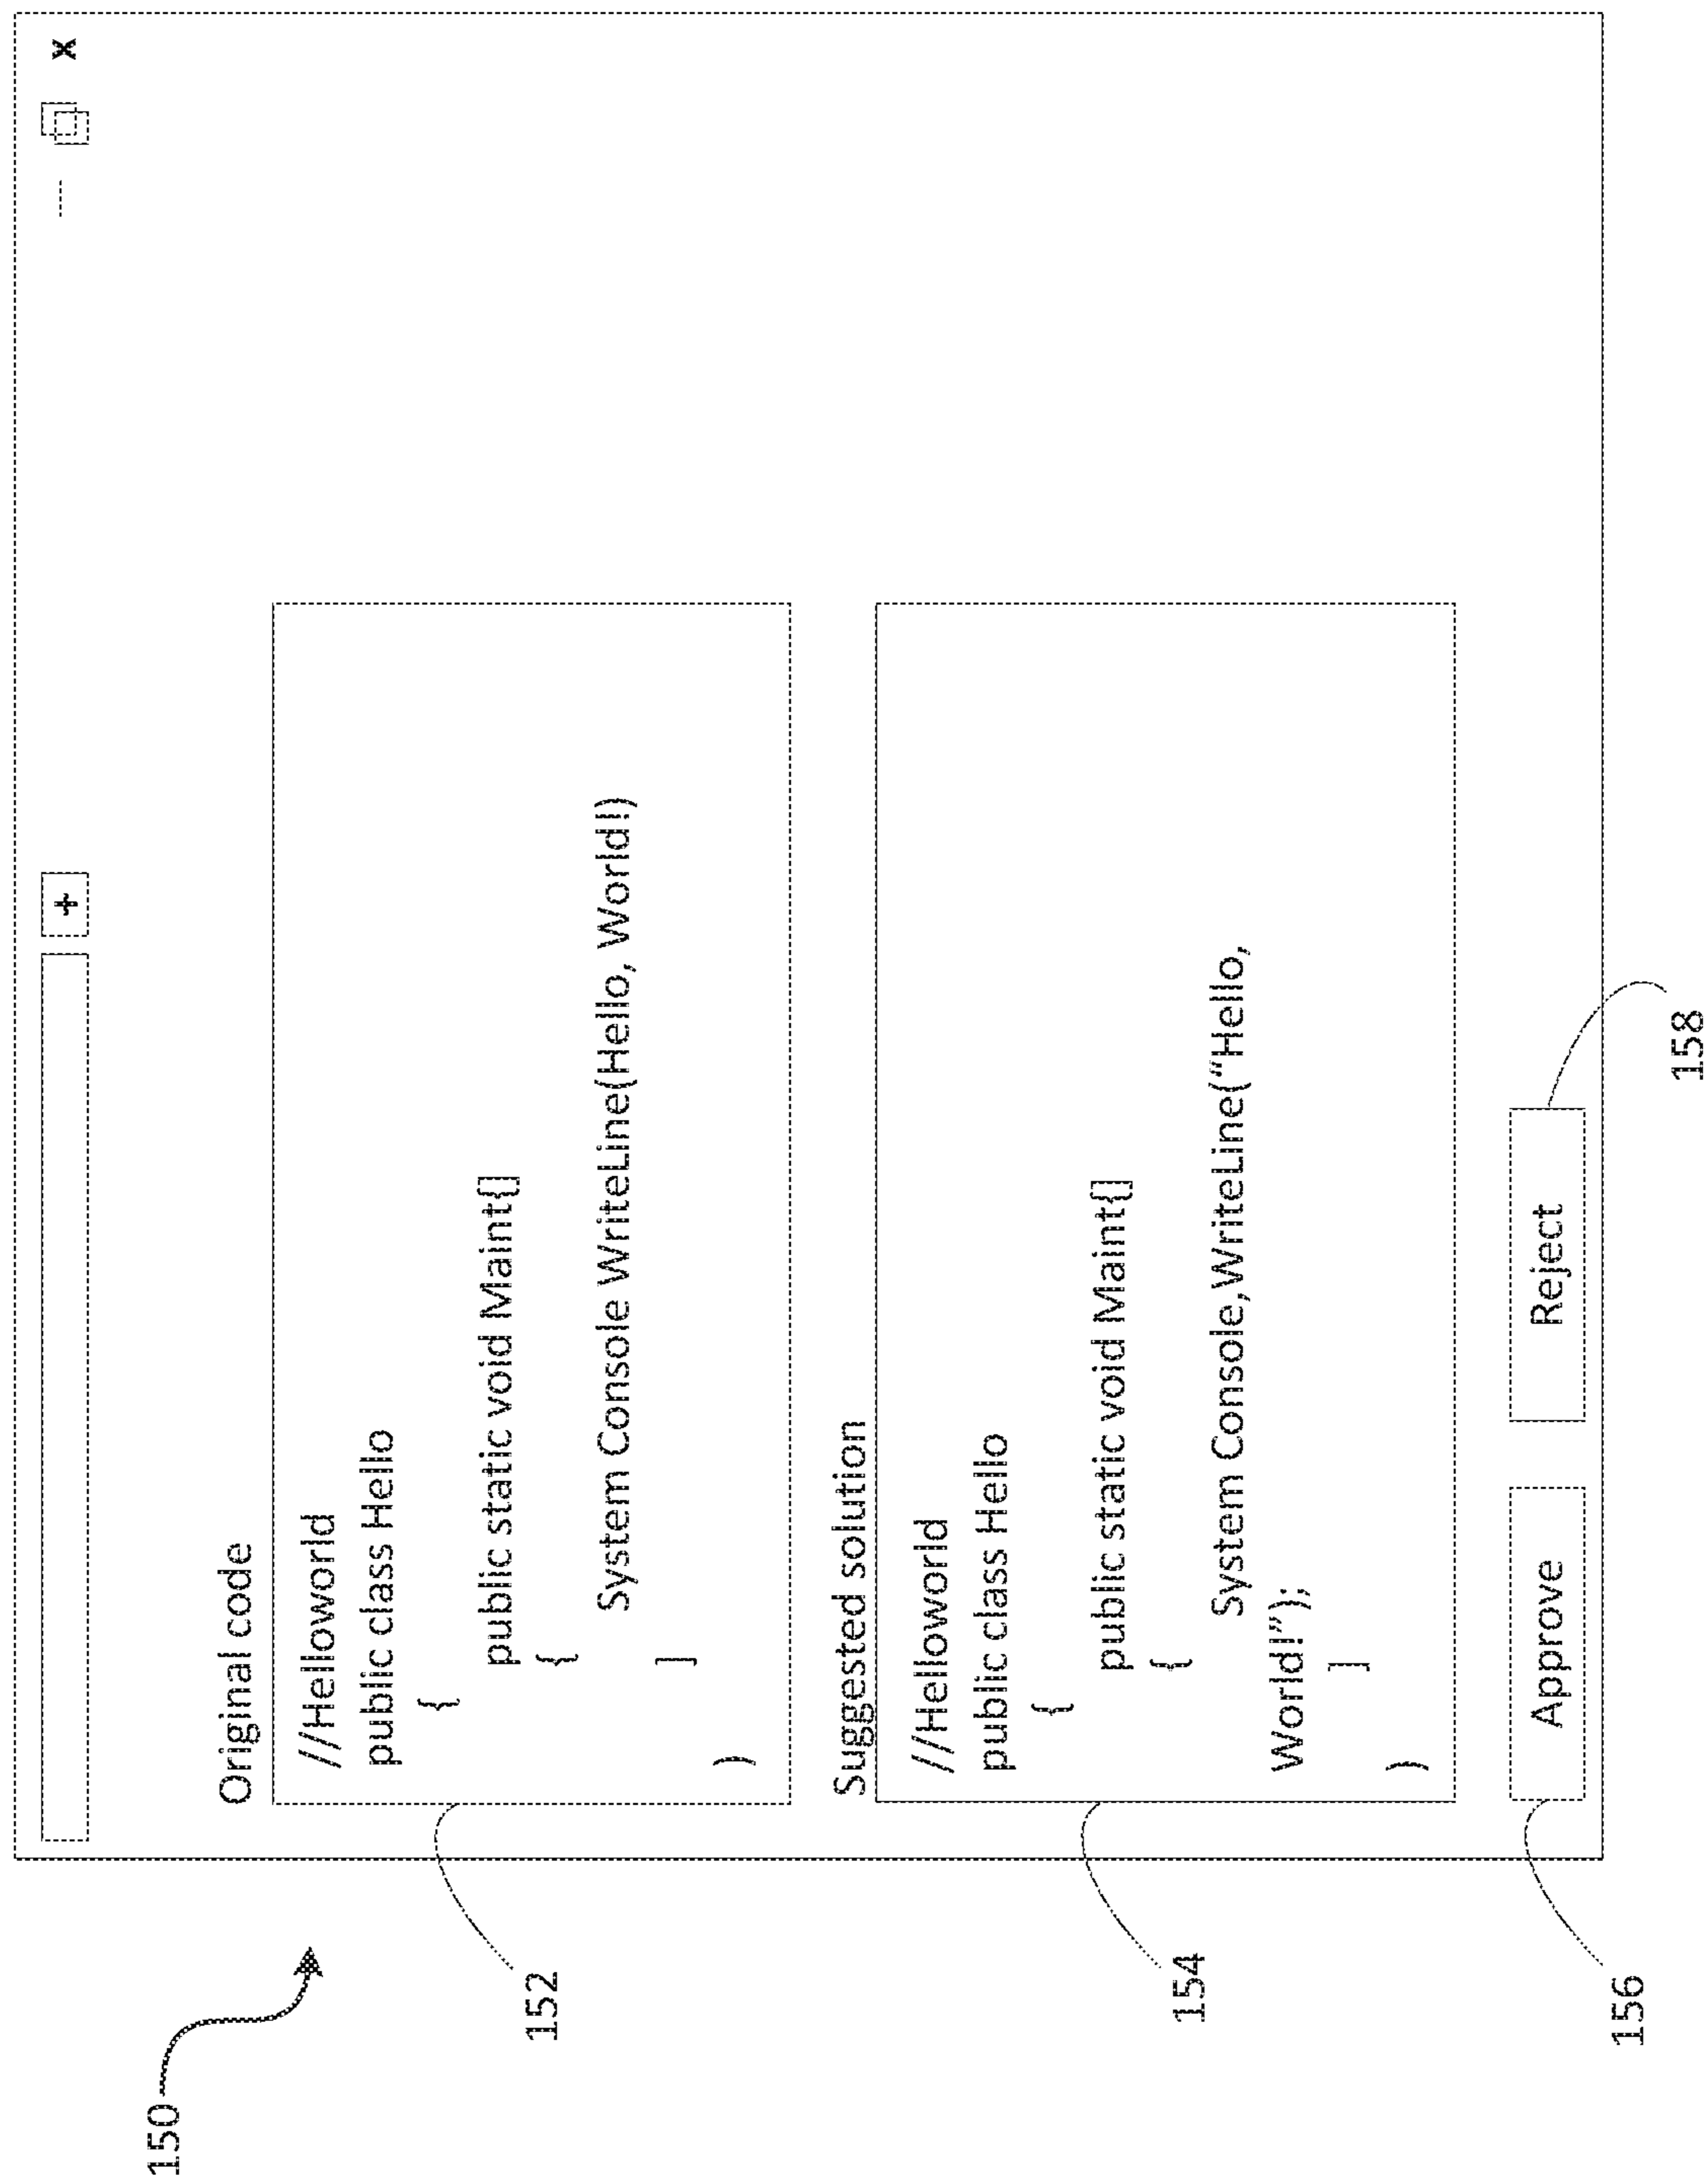 150
+
x
Original code
152
//Helloworld
public class Hello
{
public static void Maint{]
{
System Console WriteLine(Hello, World!)
]
)
Suggested solution
154
//Helloworld
public class Hello
{
public static void Maint{]
{
System Console,WriteLine(“Hello,
World!”);
]
)
156
Approve
Reject
158